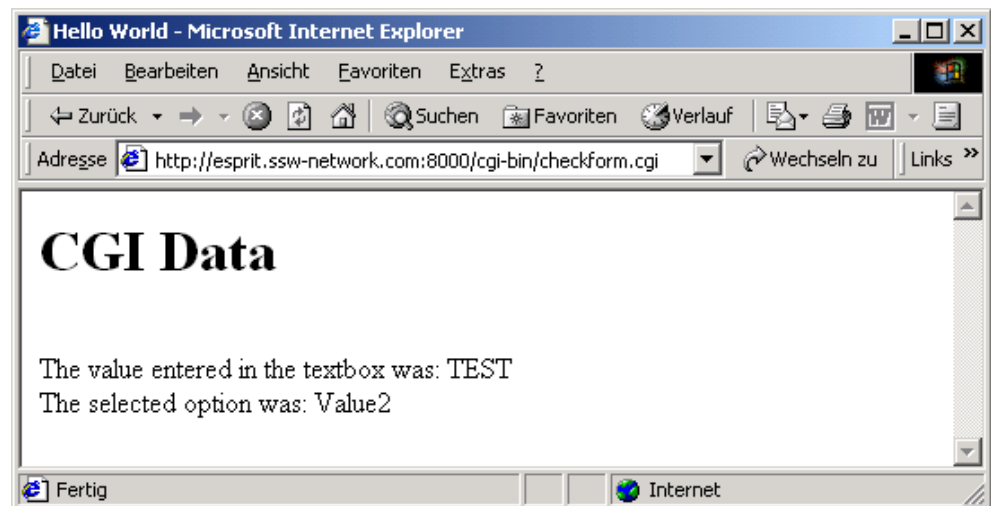 Hello World - Microsoft Internet Explorer
Datei Bearbeiten Ansicht Favoriten Extras ?
Zurück Suchen Favoriten Verlauf W
Adresse http://esprit.ssw-network.com:8000/cgi-bin/checkform.cgi Wechseln zu Links »
CGI Data
The value entered in the textbox was: TEST
The selected option was: Value2
Fertig Internet